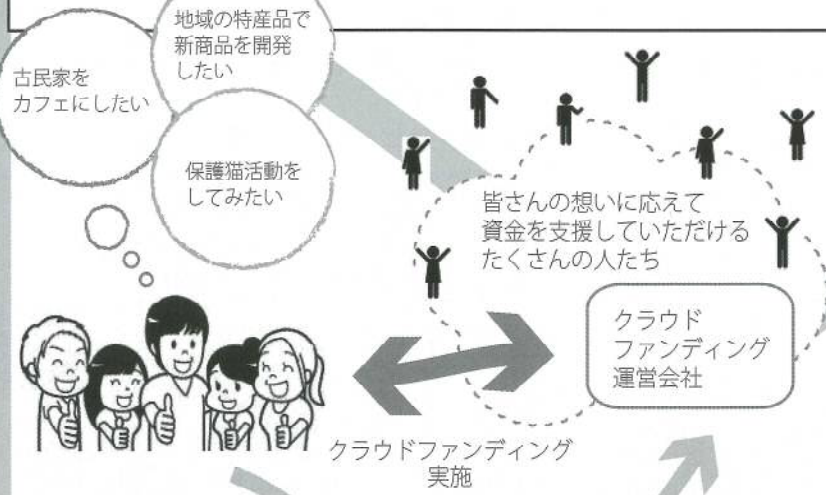 地域の特産品で
新商品を開発
したい
古民家を
カフェにしたい
保護猫活動を
してみたい
皆さんの想いに応えて
資金を支援していただける
たくさんの人たち
クラウド
ファンディング
運営会社
クラウドファンディング
実施